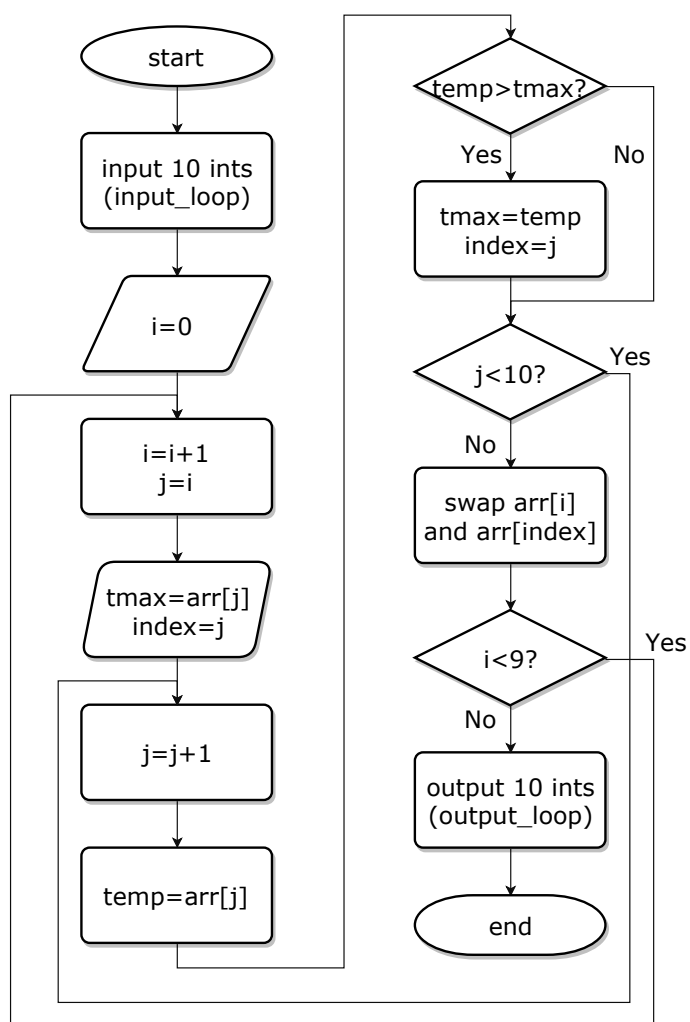 start
input 10 ints
(input_loop)
i=0
i=i+1
j=i
tmax=arr[j]
index=j
j=j+1
temp=arr[j]
temp>tmax?
Yes
No
tmax=temp
index=j
j<10?
Yes
No
swap arr[i]
and arr[index]
i<9?
Yes
No
output 10 ints
(output_loop)
end